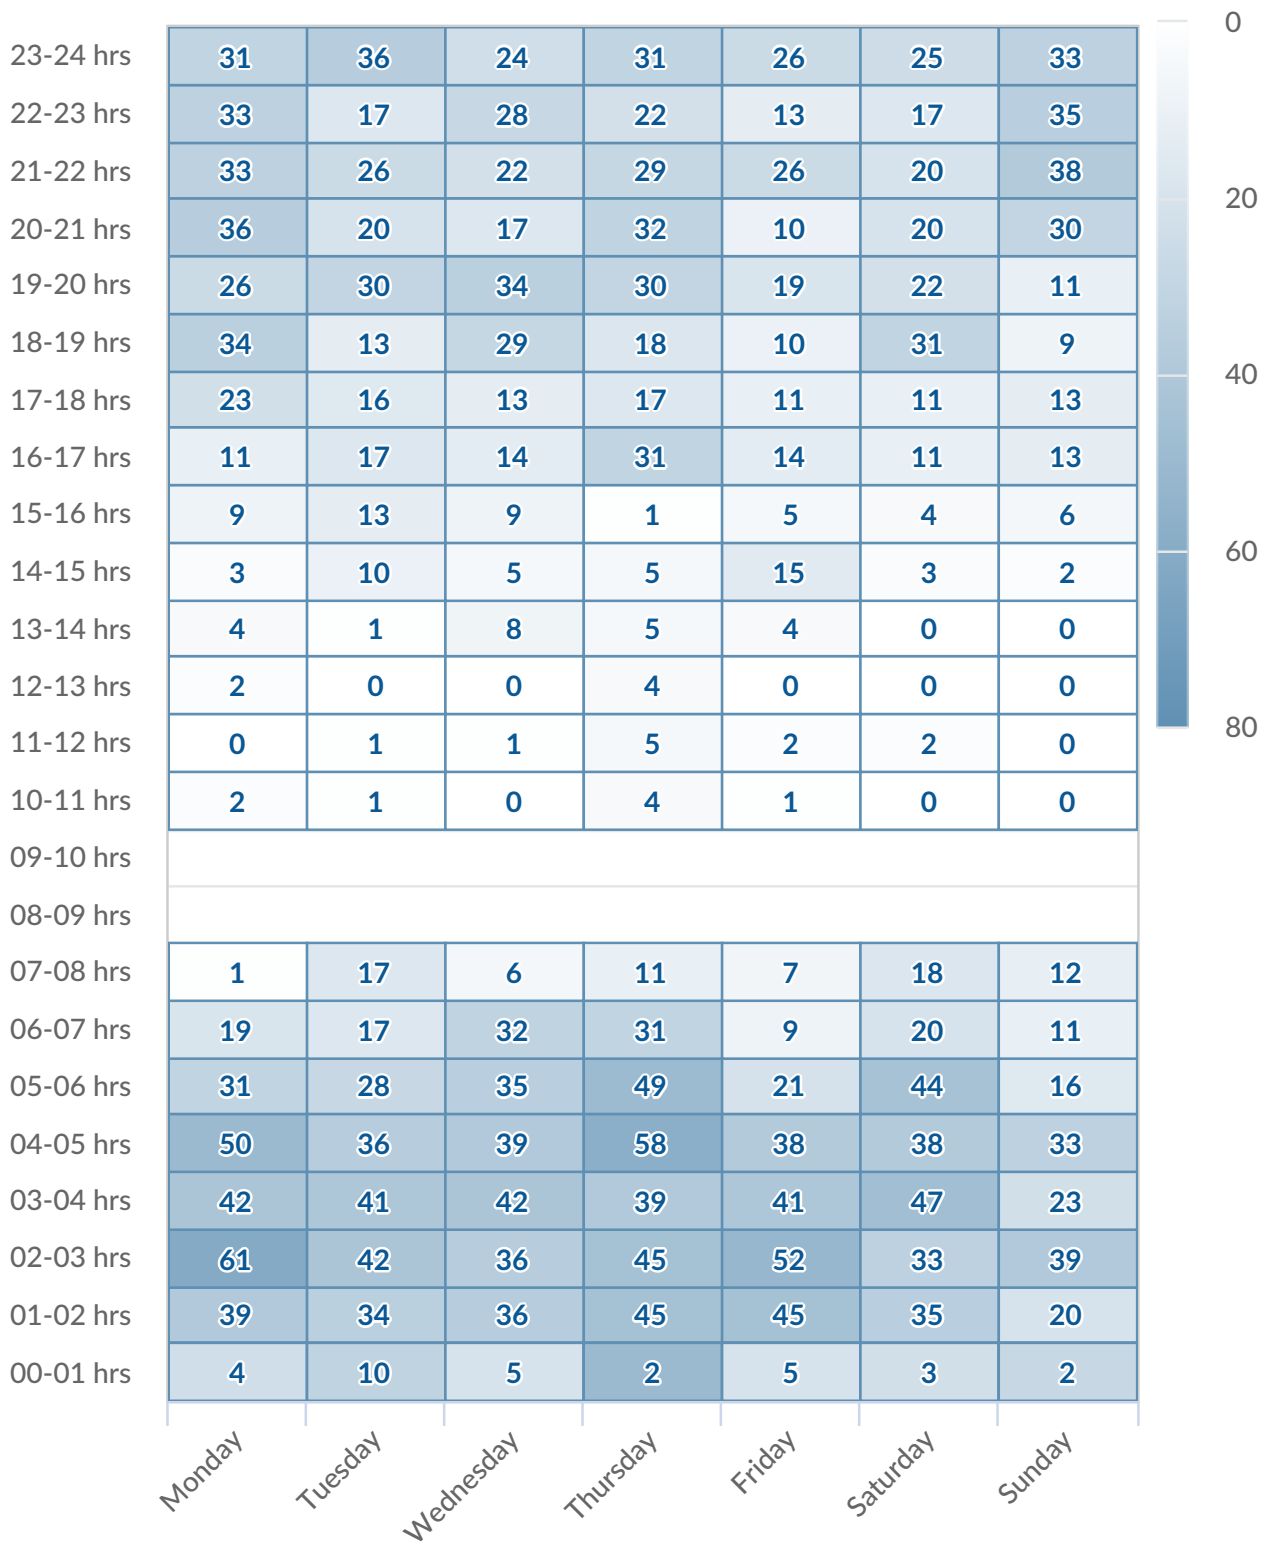 0
23-24 hrs 31 36 24 31 26 25 33
22-23 hrs 33 17 28 22 13 17 35
21-22 hrs 33 26 22 29 26 20 38
20
20-21 hrs 36 20 17 32 10 20 30
19-20 hrs 26 30 34 30 19 22 11
18-19 hrs 34 13 29 18 10 31 9
40
17-18 hrs 23 16 13 17 11 11 13
16-17 hrs 11 17 14 31 14 11 13
15-16 hrs 9 13 9 1 5 4 6
60
14-15 hrs 3 10 5 5 15 3 2
13-14 hrs 4 1 8 5 4 0 0
12-13 hrs 2 0 0 4 0 0 0
80
11-12 hrs 0 1 1 5 2 2 0
10-11 hrs 2 1 0 4 1 0 0
09-10 hrs
08-09 hrs
07-08 hrs 1 17 6 11 7 18 12
06-07 hrs 19 17 32 31 9 20 11
05-06 hrs 31 28 35 49 21 44 16
04-05 hrs 50 36 39 58 38 38 33
03-04 hrs 42 41 42 39 41 47 23
02-03 hrs 61 42 36 45 52 33 39
01-02 hrs 39 34 36 45 45 35 20
00-01 hrs 4 10 5 2 5 3 2
Monday Tuesday Wednesday Thursday Friday Saturday Sunday